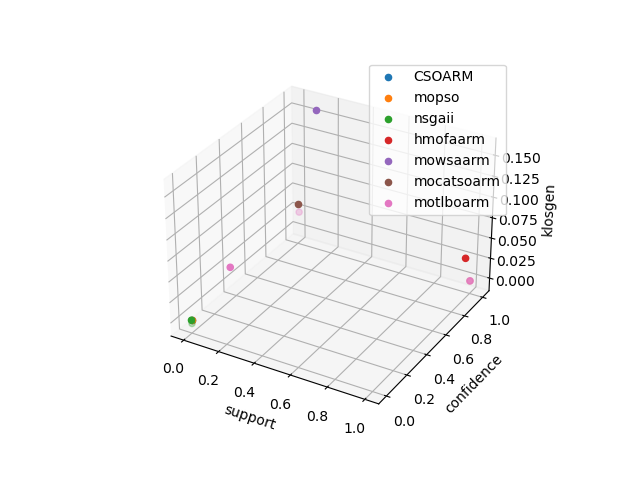 CSOARM
mopso
nsgaii
hmofaarm
mowsaarm
mocatsoarm
motlboarm
0.150
0.125
0.100
0.075
0.050
0.025
0.000
klosgen
0.0
0.2
0.4
0.6
0.8
1.0
support
0.0
0.2
0.4
0.6
0.8
1.0
confidence